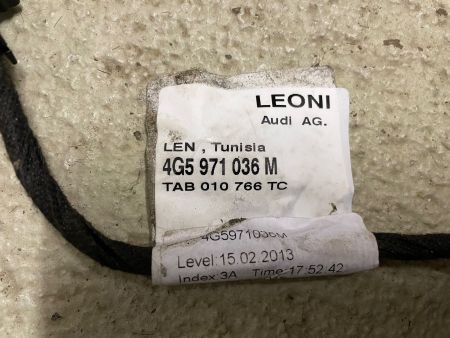 LEONI
Audi AG.
LEN , Tunisia
4G5 971 036 M
TAB 010 766 TC
4G5971036M
Level:15.02.2013
Index:3A Time:17:52:42